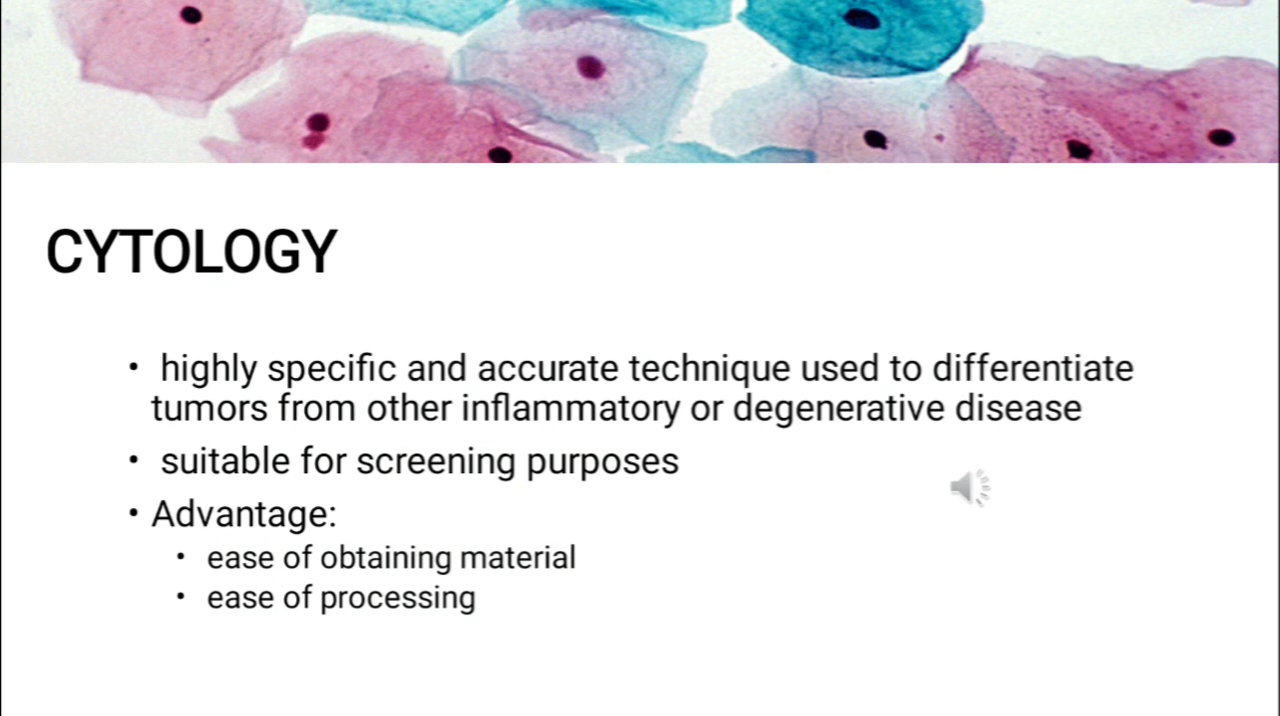 CYTOLOGY
• highly specific and accurate technique used to differentiate
tumors from other inflammatory or degenerative disease
• suitable for screening purposes
• Advantage:
• ease of obtaining material
• ease of processing